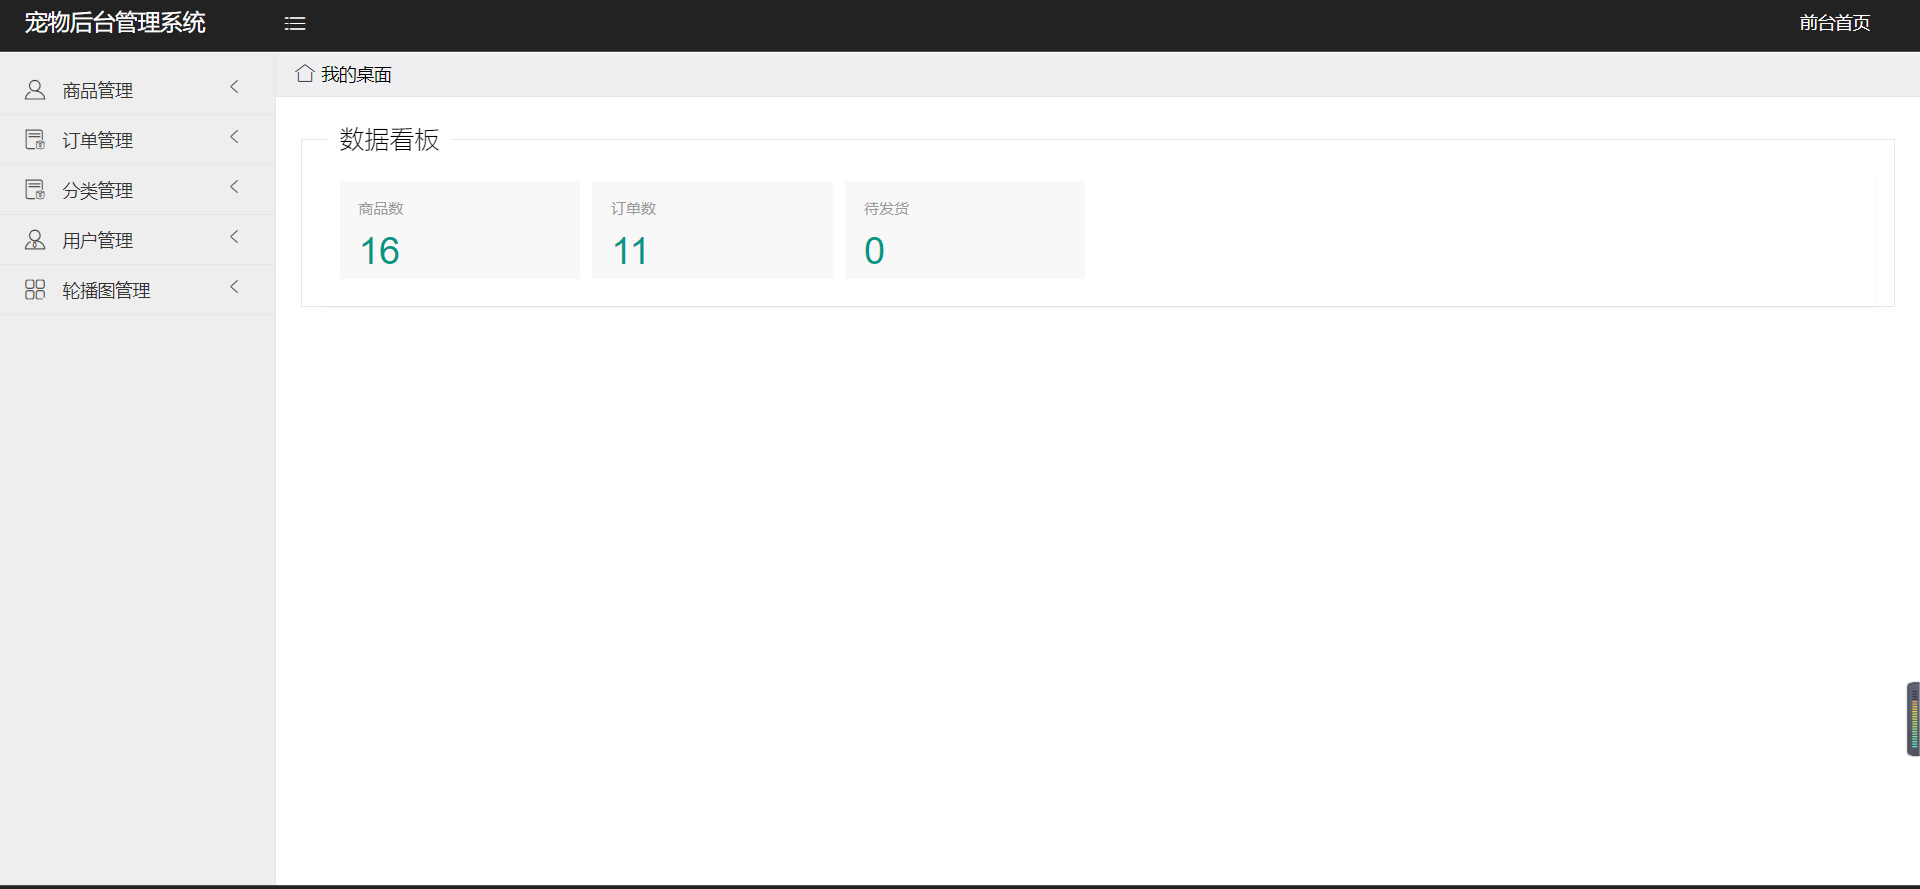 宠物后台管理系统
前台首页
商品管理
订单管理
分类管理
用户管理
轮播图管理
我的桌面
数据看板
商品数
16
订单数
11
待发货
0